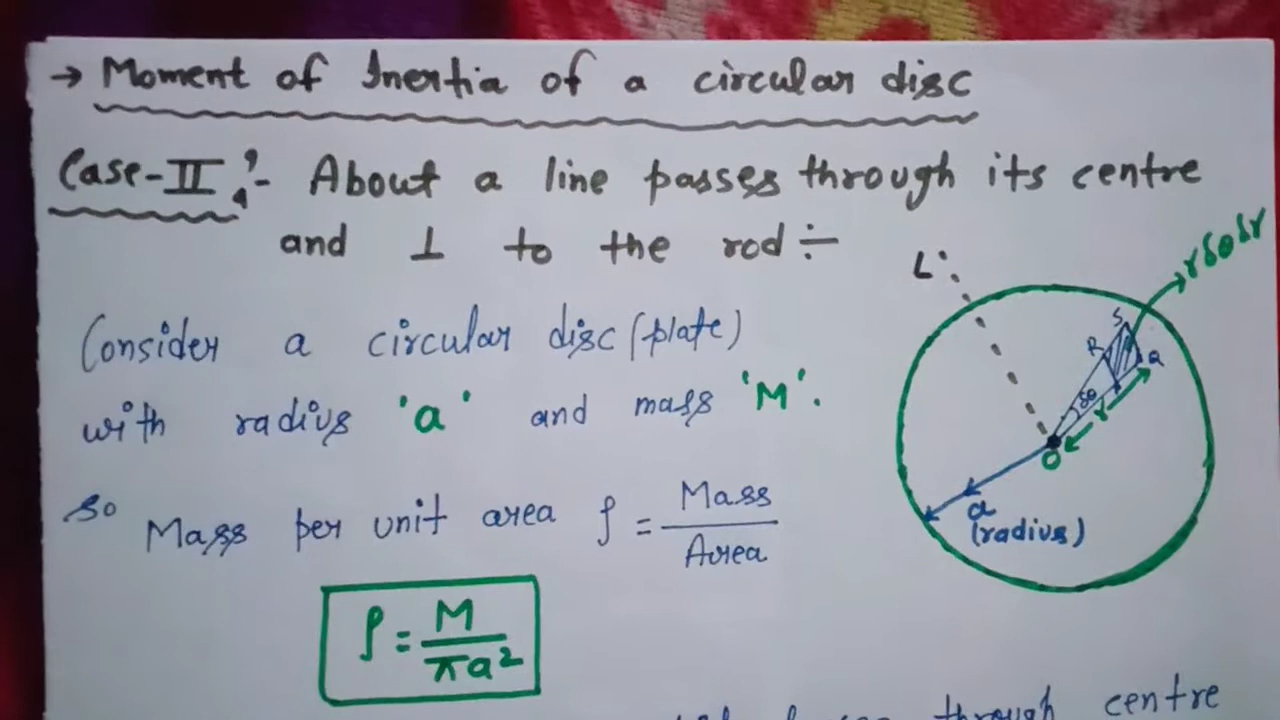 → Moment of Inertia of a circular disc
Case-II :- About a line passes through its centre
and ⊥ to the rod ÷
Consider a circular disc (plate)
with radius 'a' and mass 'M'.
so Mass per unit area ρ = Mass / Area
ρ = M / πa²
L
rδθδr
S
R
Q
δθ
r
O
a
(radius)
through centre